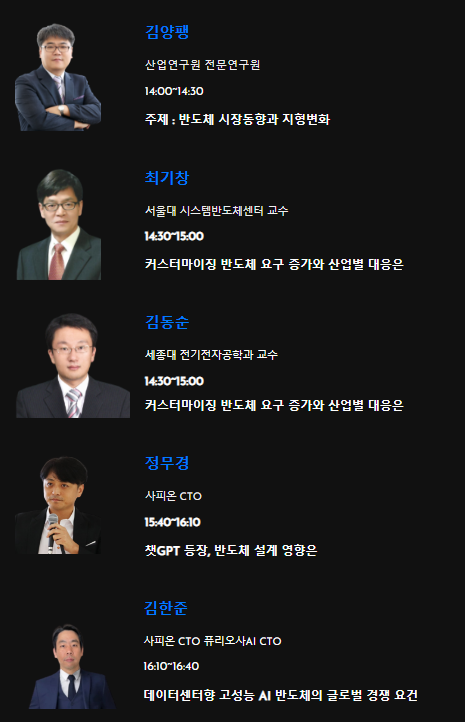 김양팽
산업연구원 전문연구원
14:00~14:30
주제 : 반도체 시장동향과 지형변화
최기창
서울대 시스템반도체센터 교수
14:30~15:00
커스터마이징 반도체 요구 증가와 산업별 대응은
김동순
세종대 전기전자공학과 교수
14:30~15:00
커스터마이징 반도체 요구 증가와 산업별 대응은
정무경
사피온 CTO
15:40~16:10
챗GPT 등장, 반도체 설계 영향은
김한준
사피온 CTO 퓨리오사AI CTO
16:10~16:40
데이터센터향 고성능 AI 반도체의 글로벌 경쟁 요건